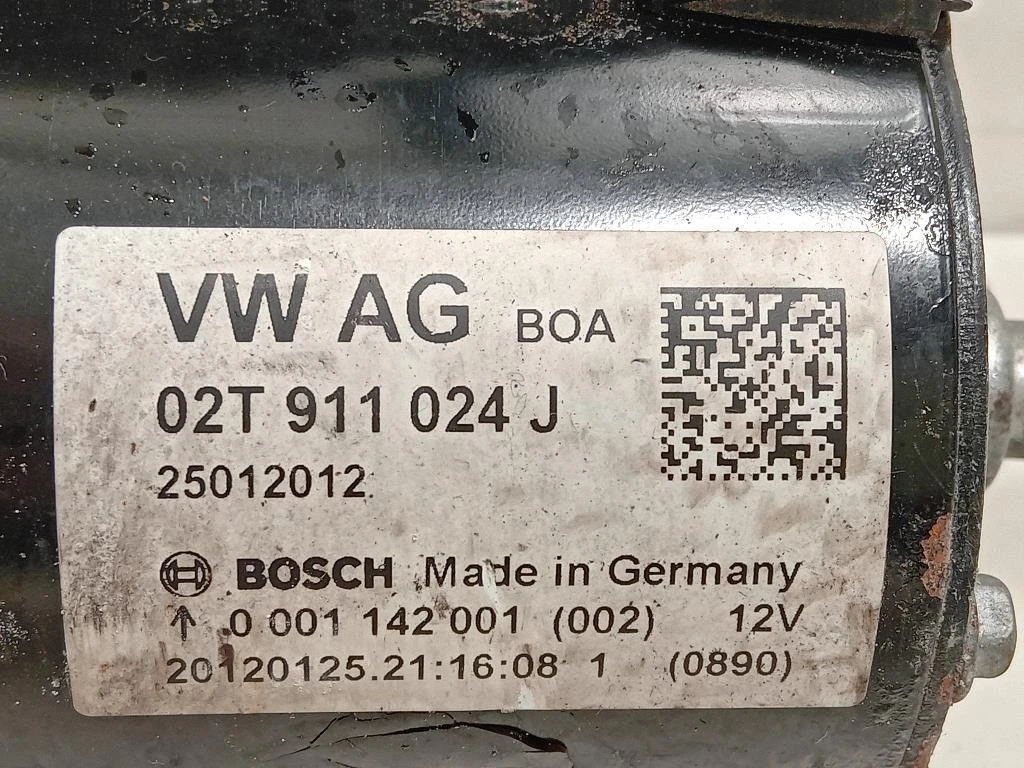 VW AG BOA
02T 911 024 J
25012012
BOSCH Made in Germany
↑ 0 001 142 001 (002) 12V
20120125.21:16:08 1 (0890)